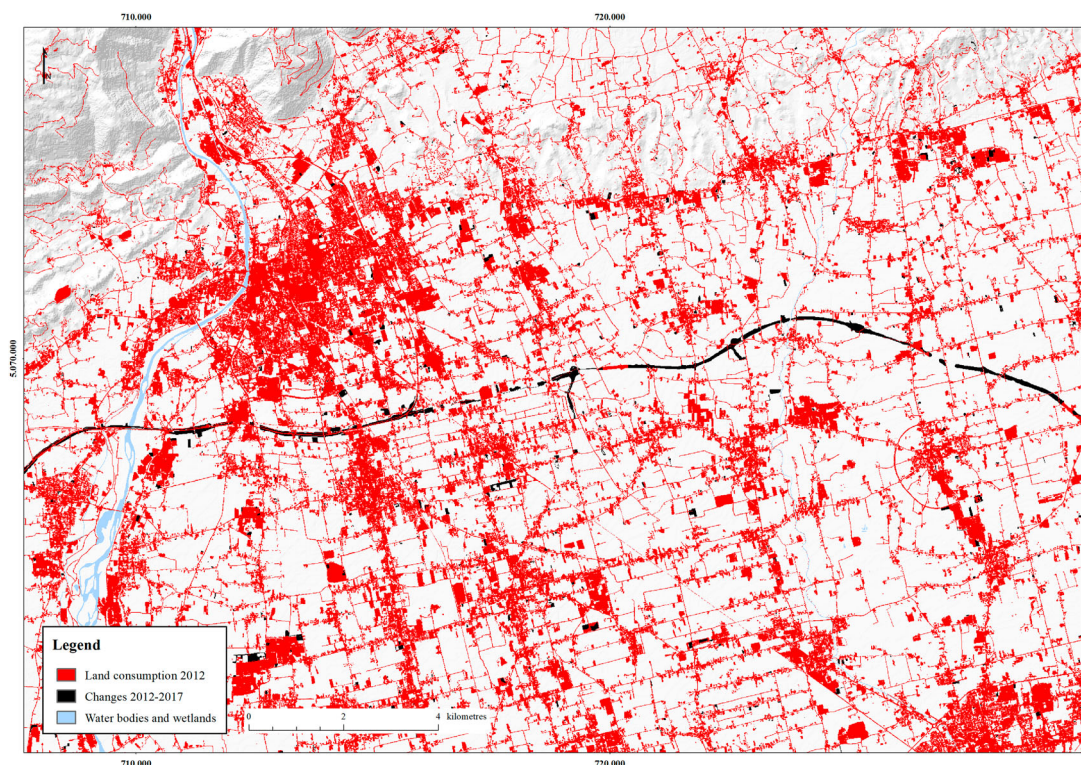 710.000 720.000
N
5.070.000
Legend
Land consumption 2012
Changes 2012-2017
Water bodies and wetlands
0 2 4 kilometres
710.000 720.000